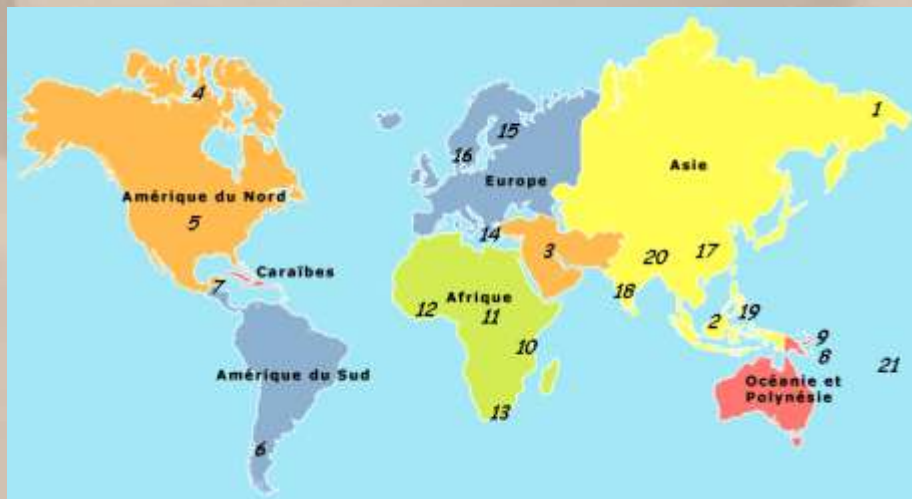 4
1
15
16
Asie
Europe
Amérique du Nord
5
14
3
20
17
Caraïbes
7
18
Afrique
12
11
2
19
10
9
8
21
Amérique du Sud
Océanie et
Polynésie
13
6